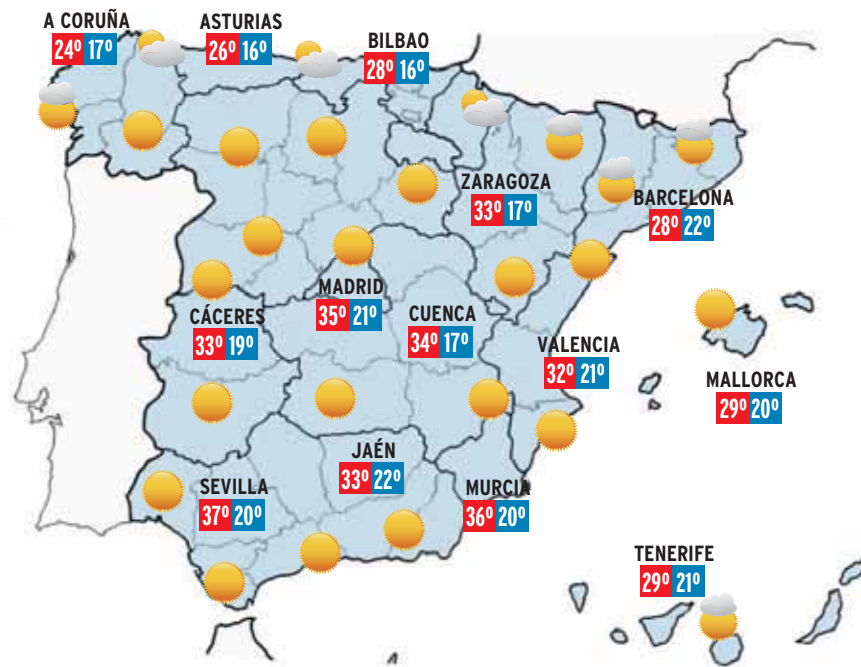 A CORUÑA
24º 17º
ASTURIAS
26º 16º
BILBAO
28º 16º
ZARAGOZA
33º 17º
BARCELONA
28º 22º
MADRID
35º 21º
CÁCERES
33º 19º
CUENCA
34º 17º
VALENCIA
32º 21º
MALLORCA
29º 20º
JAÉN
33º 22º
SEVILLA
37º 20º
MURCIA
36º 20º
TENERIFE
29º 21º